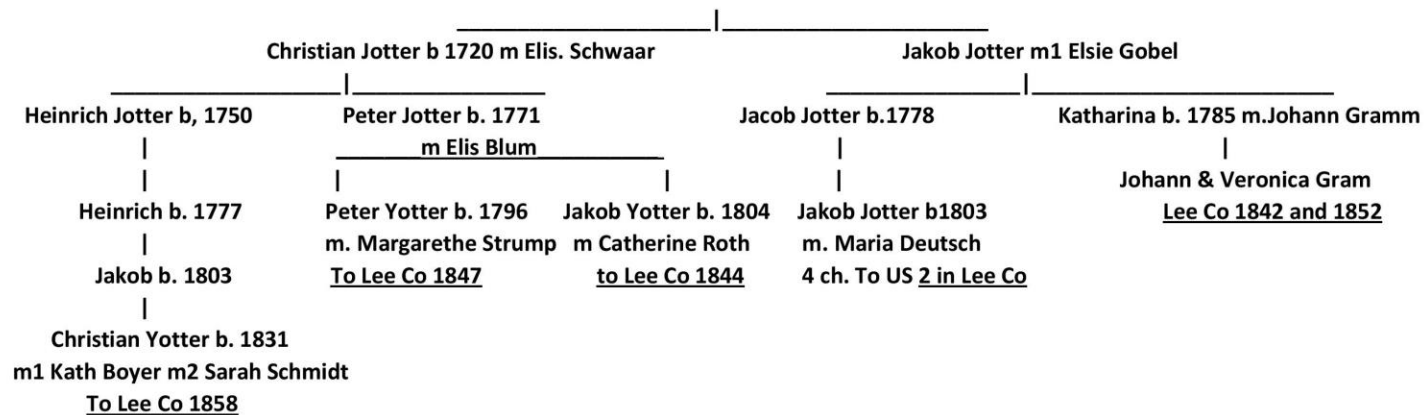 Christian Jotter b 1720 m Elis. Schwaar Jakob Jotter m1 Elsie Gobel
Heinrich Jotter b, 1750 Peter Jotter b. 1771 Jacob Jotter b.1778 Katharina b. 1785 m.Johann Gramm
m Elis Blum
Johann & Veronica Gram
Heinrich b. 1777 Peter Yotter b. 1796 Jakob Yotter b. 1804 Jakob Jotter b1803 Lee Co 1842 and 1852
m. Margarethe Strump m Catherine Roth m. Maria Deutsch
Jakob b. 1803 To Lee Co 1847 to Lee Co 1844 4 ch. To US 2 in Lee Co
Christian Yotter b. 1831
m1 Kath Boyer m2 Sarah Schmidt
To Lee Co 1858